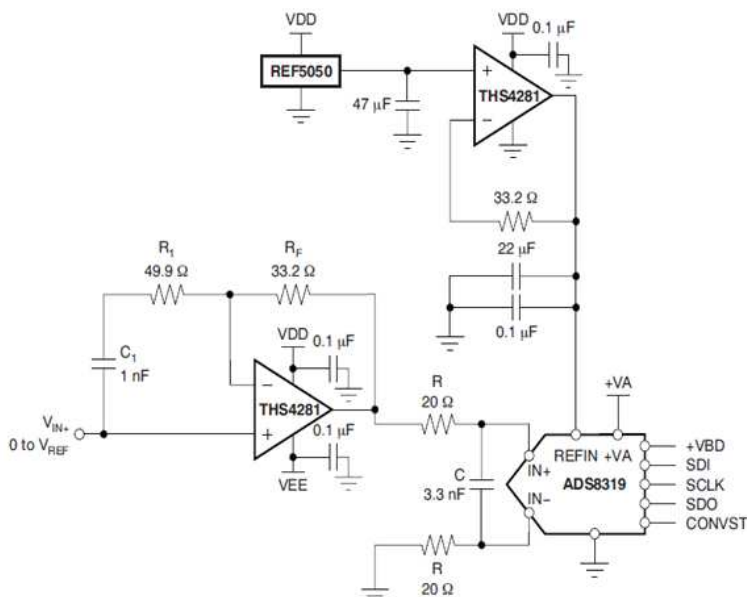 VDD
REF5050
47 μF
VDD
0.1 μF
+
THS4281
−
33.2 Ω
22 μF
0.1 μF
R1
49.9 Ω
RF
33.2 Ω
C1
1 nF
VDD
0.1 μF
−
THS4281
+
0.1 μF
VEE
VIN+
0 to VREF
R
20 Ω
C
3.3 nF
R
20 Ω
+VA
REFIN +VA
IN+
ADS8319
IN−
+VBD
SDI
SCLK
SDO
CONVST